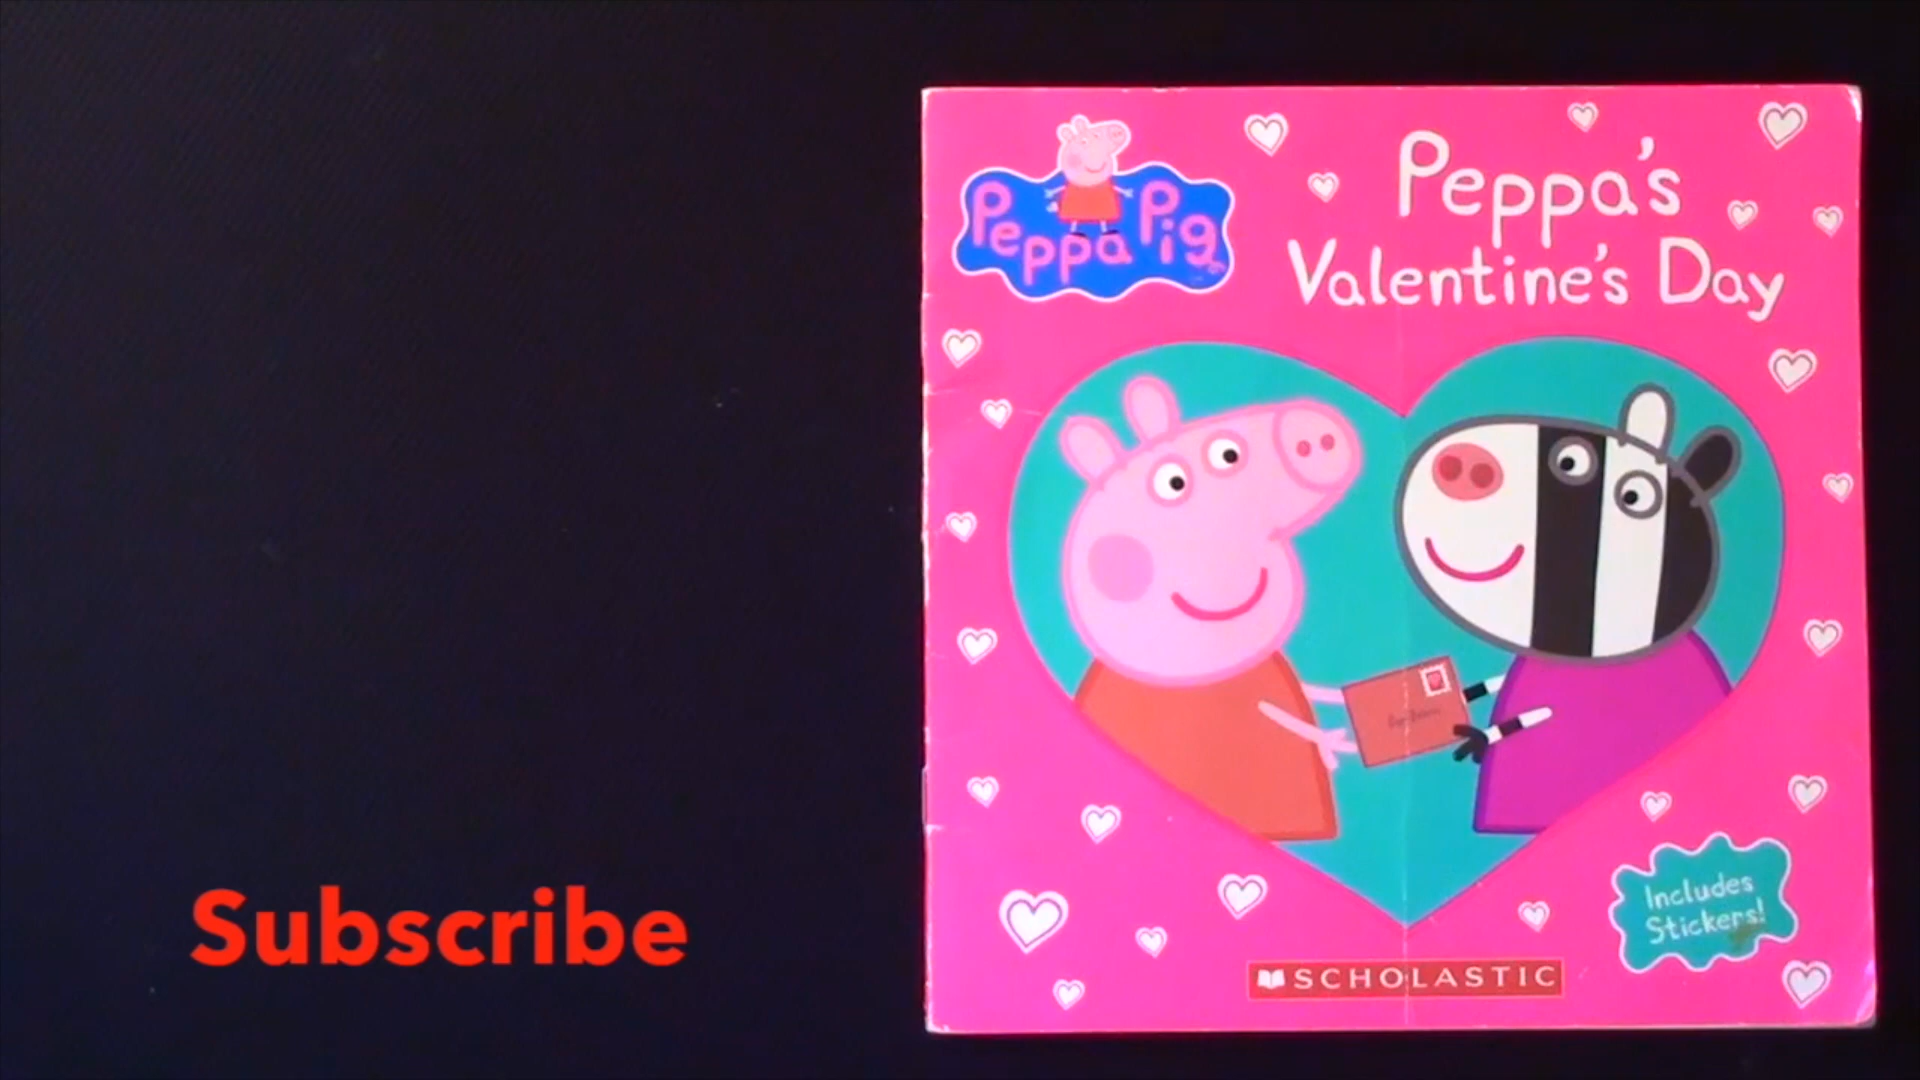 Peppa Pig
Peppa's
Valentine's Day
Includes
Stickers!
SCHOLASTIC
Subscribe